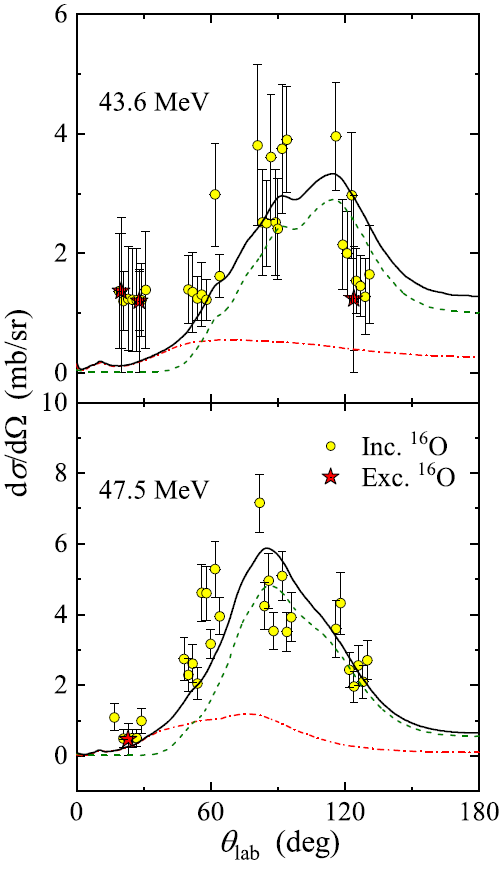 6
43.6 MeV
4
2
0
dσ/dΩ (mb/sr)
10
Inc. ¹⁶O
47.5 MeV
Exc. ¹⁶O
8
6
4
2
0
0 60 120 180
θlab (deg)